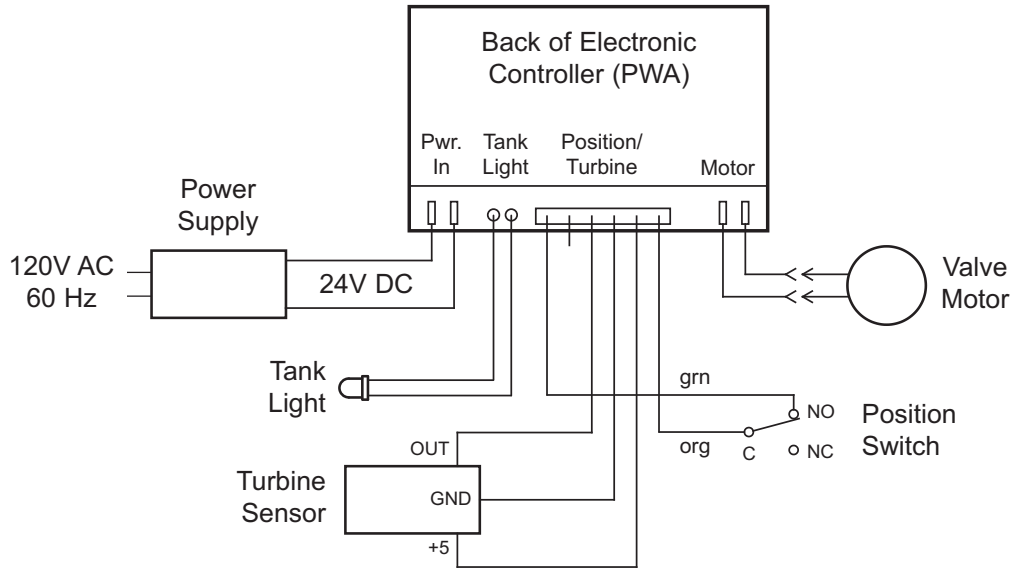 Back of Electronic
Controller (PWA)
Pwr.
In
Tank
Light
Position/
Turbine
Motor
Power
Supply
120V AC
60 Hz
24V DC
Valve
Motor
Tank
Light
grn
NO
org
C
NC
Position
Switch
OUT
GND
+5
Turbine
Sensor